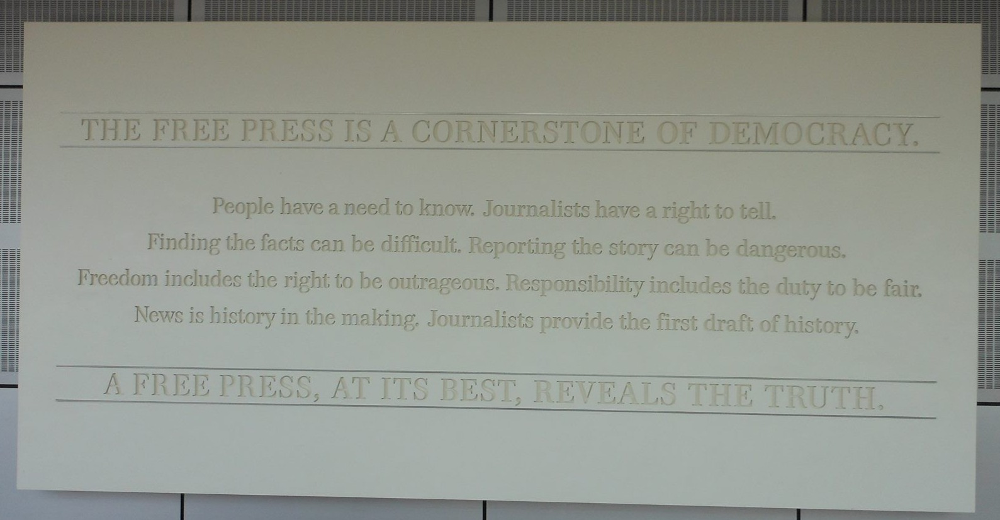 THE FREE PRESS IS A CORNERSTONE OF DEMOCRACY.
People have a need to know. Journalists have a right to tell.
Finding the facts can be difficult. Reporting the story can be dangerous.
Freedom includes the right to be outrageous. Responsibility includes the duty to be fair.
News is history in the making. Journalists provide the first draft of history.
A FREE PRESS, AT ITS BEST, REVEALS THE TRUTH.